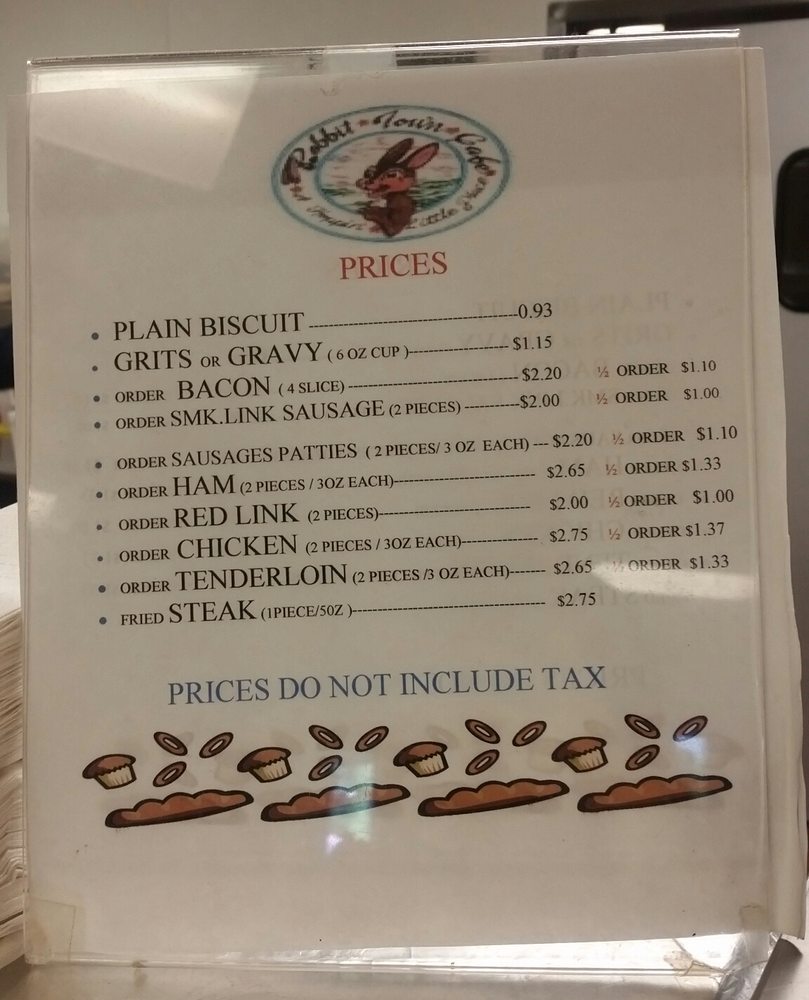 Rabbit Town Cafe
Little Place
PRICES
• PLAIN BISCUIT ------------------------------------------0.93
• GRITS OR GRAVY ( 6 OZ CUP )-------------------- $1.15
• ORDER BACON ( 4 SLICE) ---------------------------------- $2.20 ½ ORDER $1.10
• ORDER SMK.LINK SAUSAGE (2 PIECES) -----------$2.00 ½ ORDER $1.00
• ORDER SAUSAGES PATTIES ( 2 PIECES/ 3 OZ EACH) --- $2.20 ½ ORDER $1.10
• ORDER HAM (2 PIECES / 3OZ EACH)---------------------------- $2.65 ½ ORDER $1.33
• ORDER RED LINK (2 PIECES)------------------------------ $2.00 ½ ORDER $1.00
• ORDER CHICKEN (2 PIECES / 3OZ EACH)--------------- $2.75 ½ ORDER $1.37
• ORDER TENDERLOIN (2 PIECES /3 OZ EACH)------- $2.65 ½ ORDER $1.33
• FRIED STEAK (1PIECE/5OZ )--------------------------------------- $2.75
PRICES DO NOT INCLUDE TAX